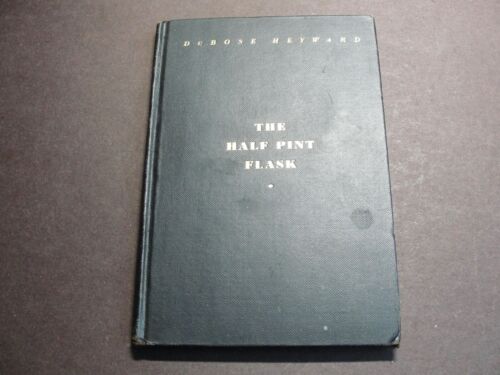 DUBOSE HEYWARD
THE
HALF PINT
FLASK